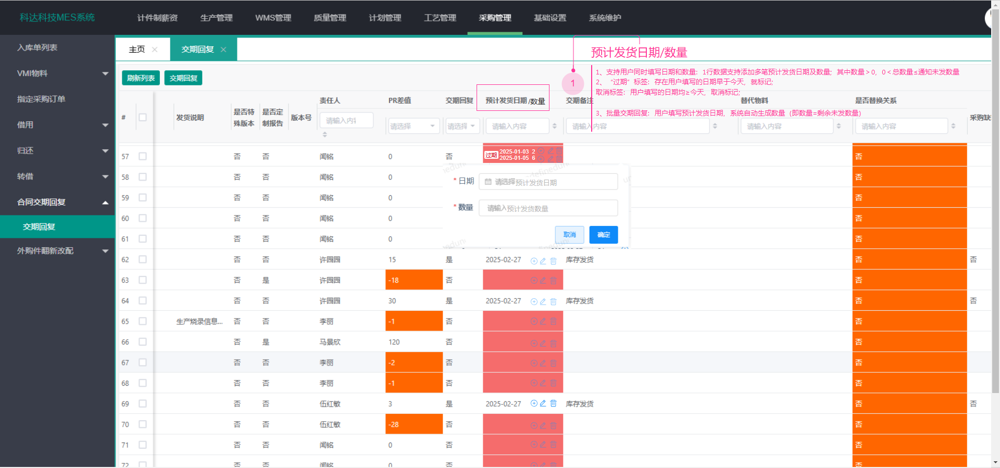 科达科技MES系统
计件制薪资 生产管理 WMS管理 质量管理 计划管理 工艺管理 采购管理 基础设置 系统维护
入库单列表
VMI物料
指定采购订单
借用
归还
转借
合同交期回复
交期回复
外购件翻新改配
主页 交期回复
预计发货日期/数量
1
1、支持用户同时填写日期和数量：1行数据支持添加多笔预计发货日期及数量；其中数量＞0，0＜总数量≤通知未发数量
2、“过期”标签：存在用户填写的日期早于今天，就标记;
取消标签：用户填写的日期均≥今天，取消标记;
3、批量交期回复：用户填写预计发货日期，系统自动生成数量（即数量=剩余未发数量）
刷新列表 交期回复
# 发货说明 是否特殊版本 是否定制报告 版本号 责任人 PR差值 交期回复 预计发货日期 /数量 交期备注 替代物料 是否替换关系 采购缺
请输入内容 请选择 请选择 请输入内容 请输入内容 请输入内容 请输入内容
57 否 否 闻铭 0 否 过期 2025-01-03 2 否
2025-01-05 6
58 否 否 闻铭 0 否
59 否 否 闻铭 0 否
60 否 否 闻铭 0 否
61 否 否 闻铭 0 否
* 日期 请选择预计发货日期
* 数量 请输入预计发货数量
取消 确定
62 否 否 许园园 15 是 2025-02-27 库存发货 否 否
63 否 是 许园园 -18 否 否
64 否 否 许园园 30 是 2025-02-27 库存发货 否 否
65 生产烧录信息... 否 否 李丽 -1 否 否
66 否 是 马景欣 120 否 否
67 否 否 李丽 -2 否 否
68 否 否 李丽 -1 否 否
69 否 否 伍红敏 3 是 2025-02-27 库存发货 否 否
70 否 否 伍红敏 -28 否 否
71 否 否 闻铭 0 否 否
72 否 否 闻铭 0 否 否